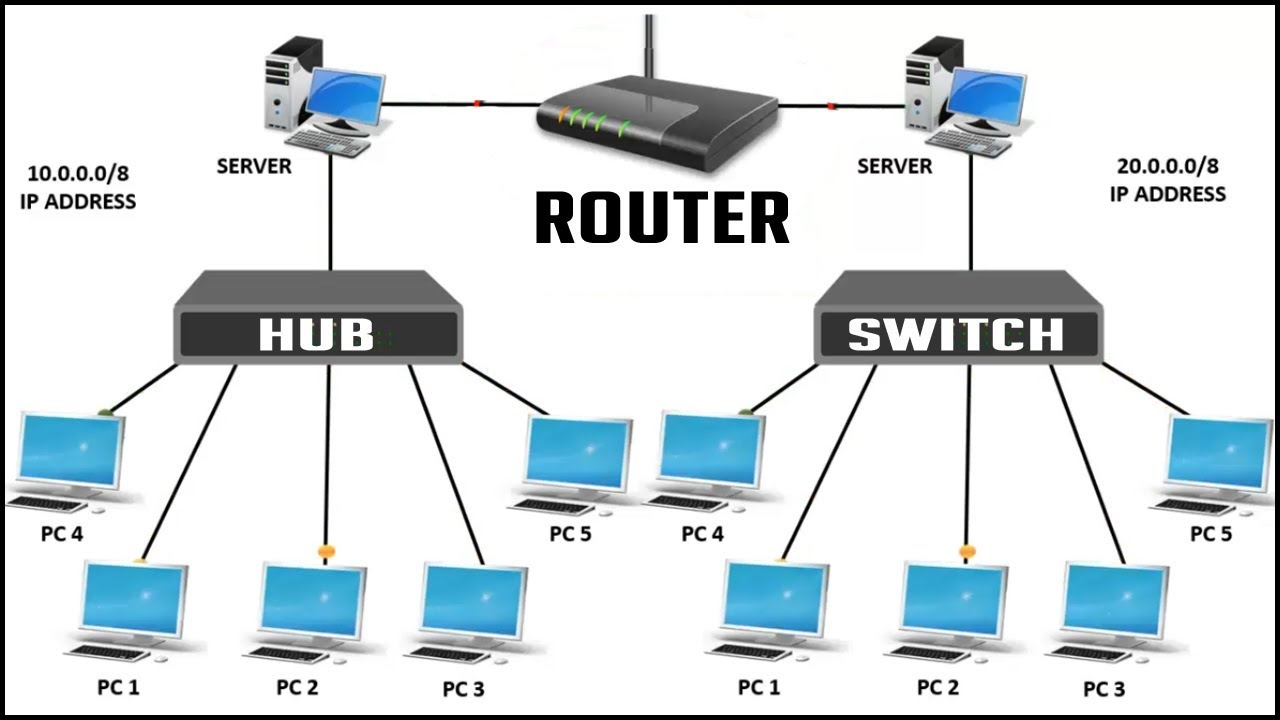 SERVER
SERVER
10.0.0.0/8
IP ADDRESS
20.0.0.0/8
IP ADDRESS
ROUTER
HUB
SWITCH
PC 4
PC 5
PC 4
PC 5
PC 1
PC 2
PC 3
PC 1
PC 2
PC 3